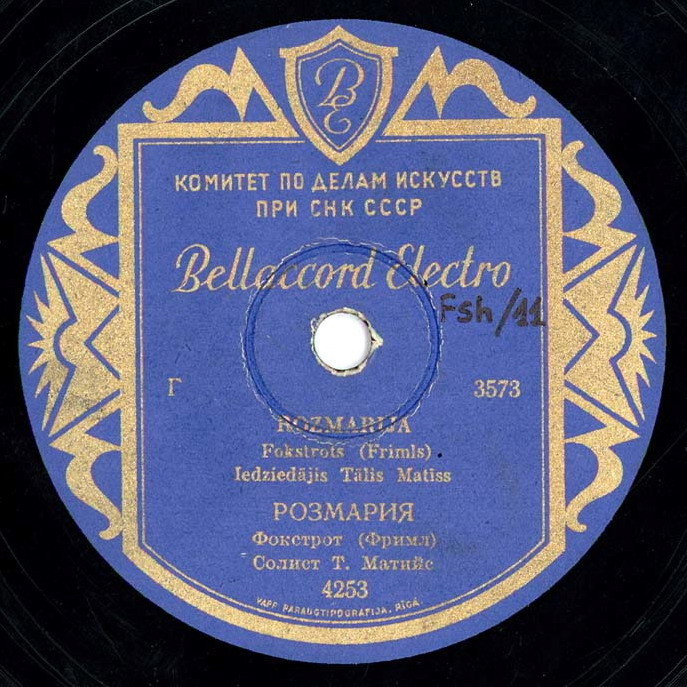 BE
КОМИТЕТ ПО ДЕЛАМ ИСКУССТВ
ПРИ СНК СССР
Bellaccord Electro
Fsh/11
Г 3573
ROZMARIJA
Fokstrots (Frimls)
Iedziedājis Tālis Matiss
РОЗМАРИЯ
Фокстрот (Фримл)
Солист Т. Матийс
4253
VAPP PARAUGTIPOGRAFIJA, RĪGĀ